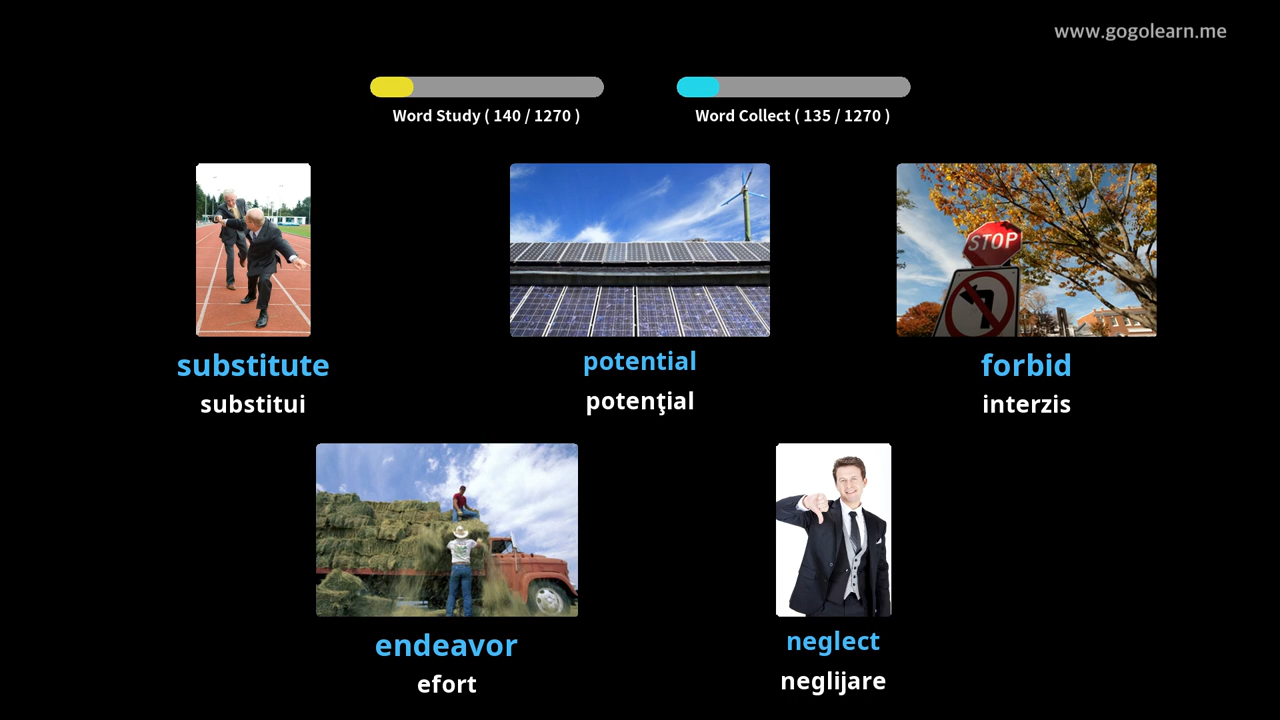 www.gogolearn.me
Word Study ( 140 / 1270 )
Word Collect ( 135 / 1270 )
STOP
substitute
substitui
potential
potenţial
forbid
interzis
endeavor
efort
neglect
neglijare